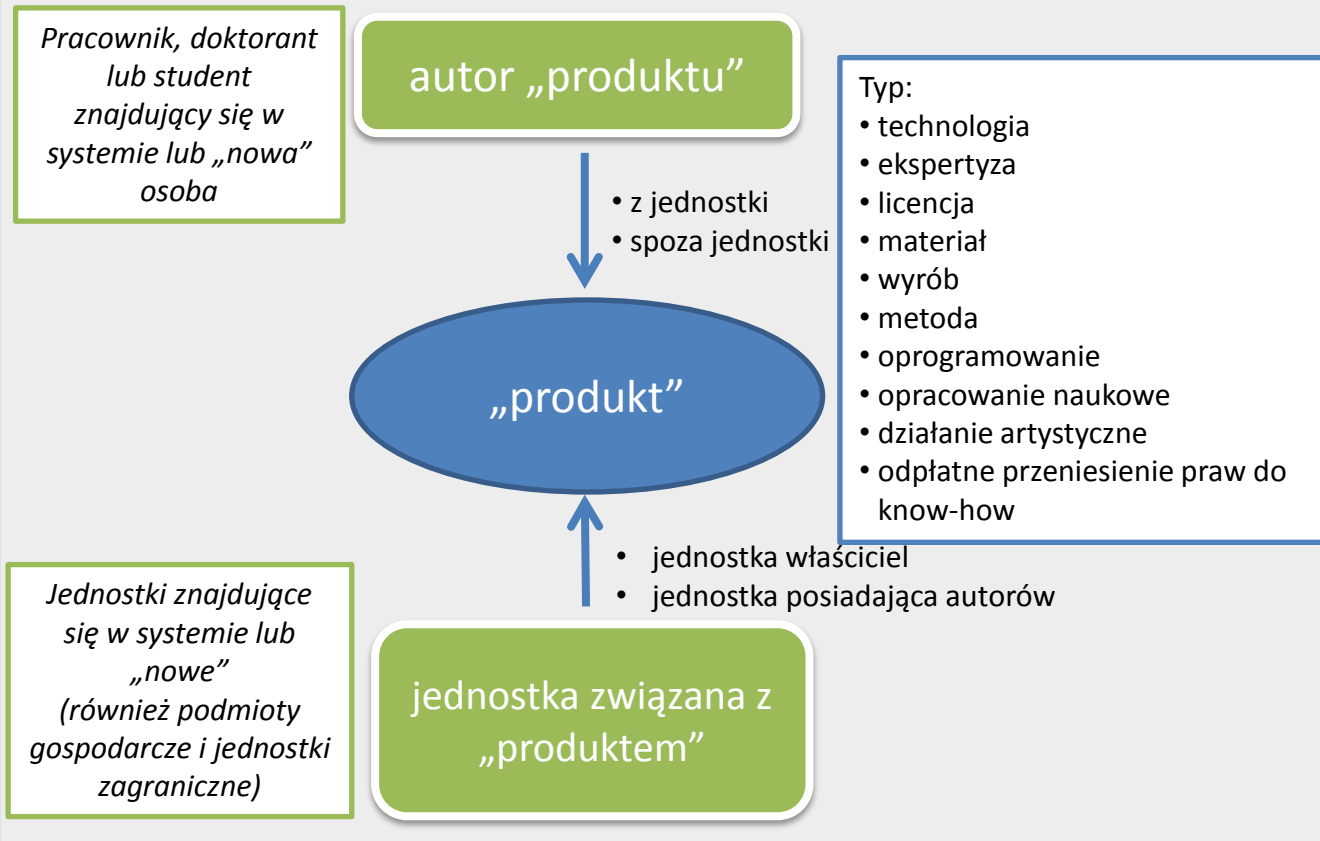 Pracownik, doktorant
lub student
znajdujący się w
systemie lub „nowa”
osoba
autor „produktu”
• z jednostki
• spoza jednostki
Typ:
• technologia
• ekspertyza
• licencja
• materiał
• wyrób
• metoda
• oprogramowanie
• opracowanie naukowe
• działanie artystyczne
• odpłatne przeniesienie praw do
know-how
„produkt”
• jednostka właściciel
• jednostka posiadająca autorów
Jednostki znajdujące
się w systemie lub
„nowe”
(również podmioty
gospodarcze i jednostki
zagraniczne)
jednostka związana z
„produktem”